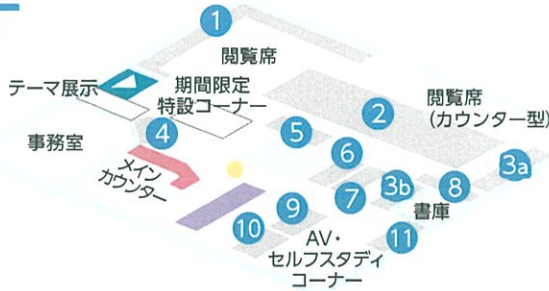 1
閲覧席
テーマ展示
期間限定
特設コーナー
2
閲覧席
(カウンター型)
事務室
4
5
6
メイン
カウンター
7
3b
8
3a
書庫
9
10
11
AV・
セルフスタディ
コーナー